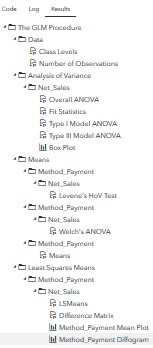 Code Log Results
The GLM Procedure
Data
Class Levels
Number of Observations
Analysis of Variance
Net_Sales
Overall ANOVA
Fit Statistics
Type I Model ANOVA
Type III Model ANOVA
Box Plot
Means
Method_Payment
Net_Sales
Levene's HoV Test
Method_Payment
Net_Sales
Welch's ANOVA
Method_Payment
Means
Least Squares Means
Method_Payment
Net_Sales
LSMeans
Difference Matrix
Method_Payment Mean Plot
Method_Payment Diffogram